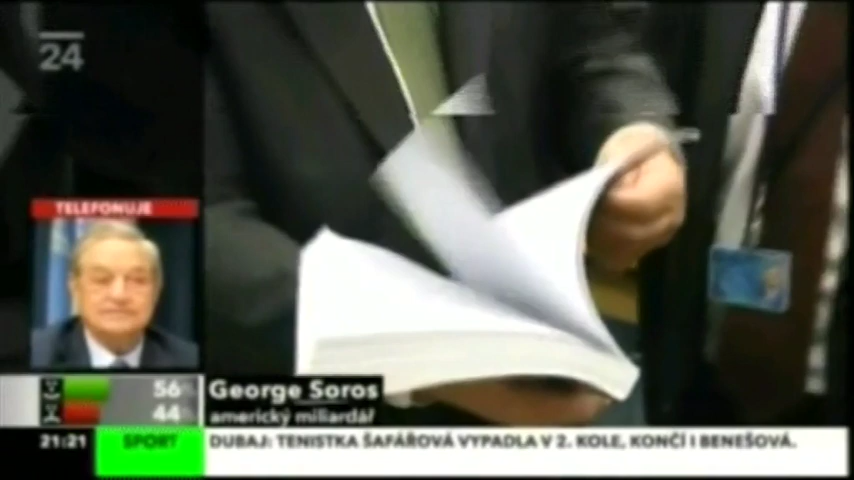 24
TELEFONUJE
56%
44%
George Soros
americký miliardář
21:21 SPORT DUBAJ: TENISTKA ŠAFÁŘOVÁ VYPADLA V 2. KOLE, KONČÍ I BENEŠOVÁ.